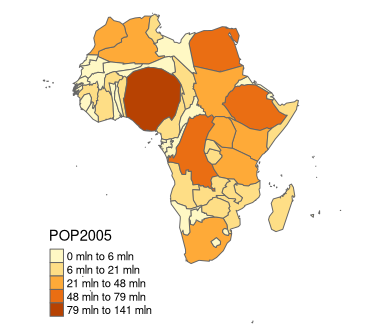 POP2005
0 mln to 6 mln
6 mln to 21 mln
21 mln to 48 mln
48 mln to 79 mln
79 mln to 141 mln